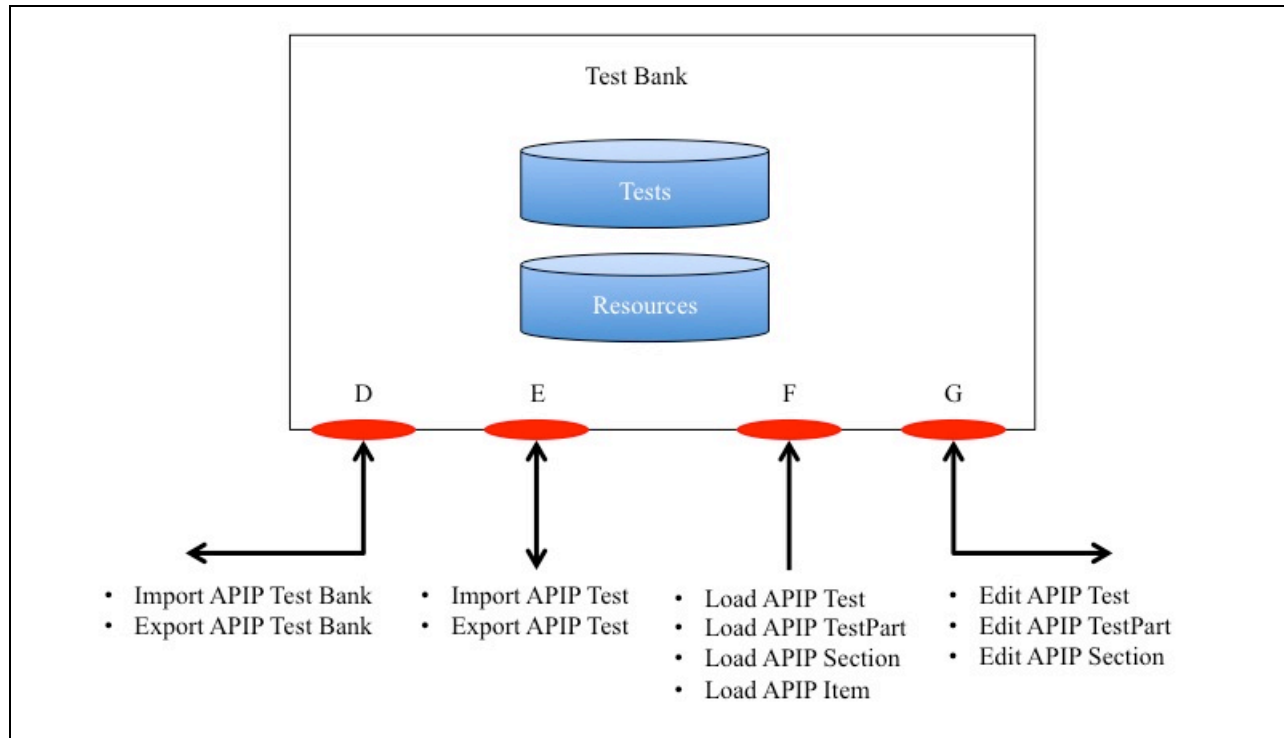 Test Bank
Tests
Resources
D E F G
• Import APIP Test Bank
• Export APIP Test Bank
• Import APIP Test
• Export APIP Test
• Load APIP Test
• Load APIP TestPart
• Load APIP Section
• Load APIP Item
• Edit APIP Test
• Edit APIP TestPart
• Edit APIP Section